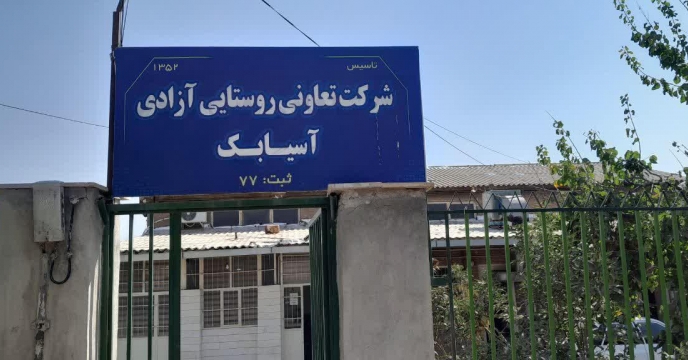 تاسیس ۱۳۵۲
شرکت تعاونی روستایی آزادی
آسیابک
ثبت: ۷۷